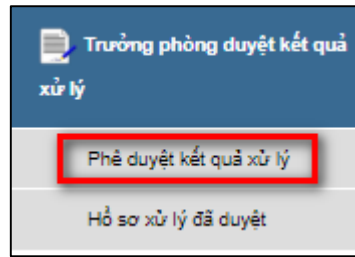 Trưởng phòng duyệt kết quả
xử lý
Phê duyệt kết quả xử lý
Hồ sơ xử lý đã duyệt